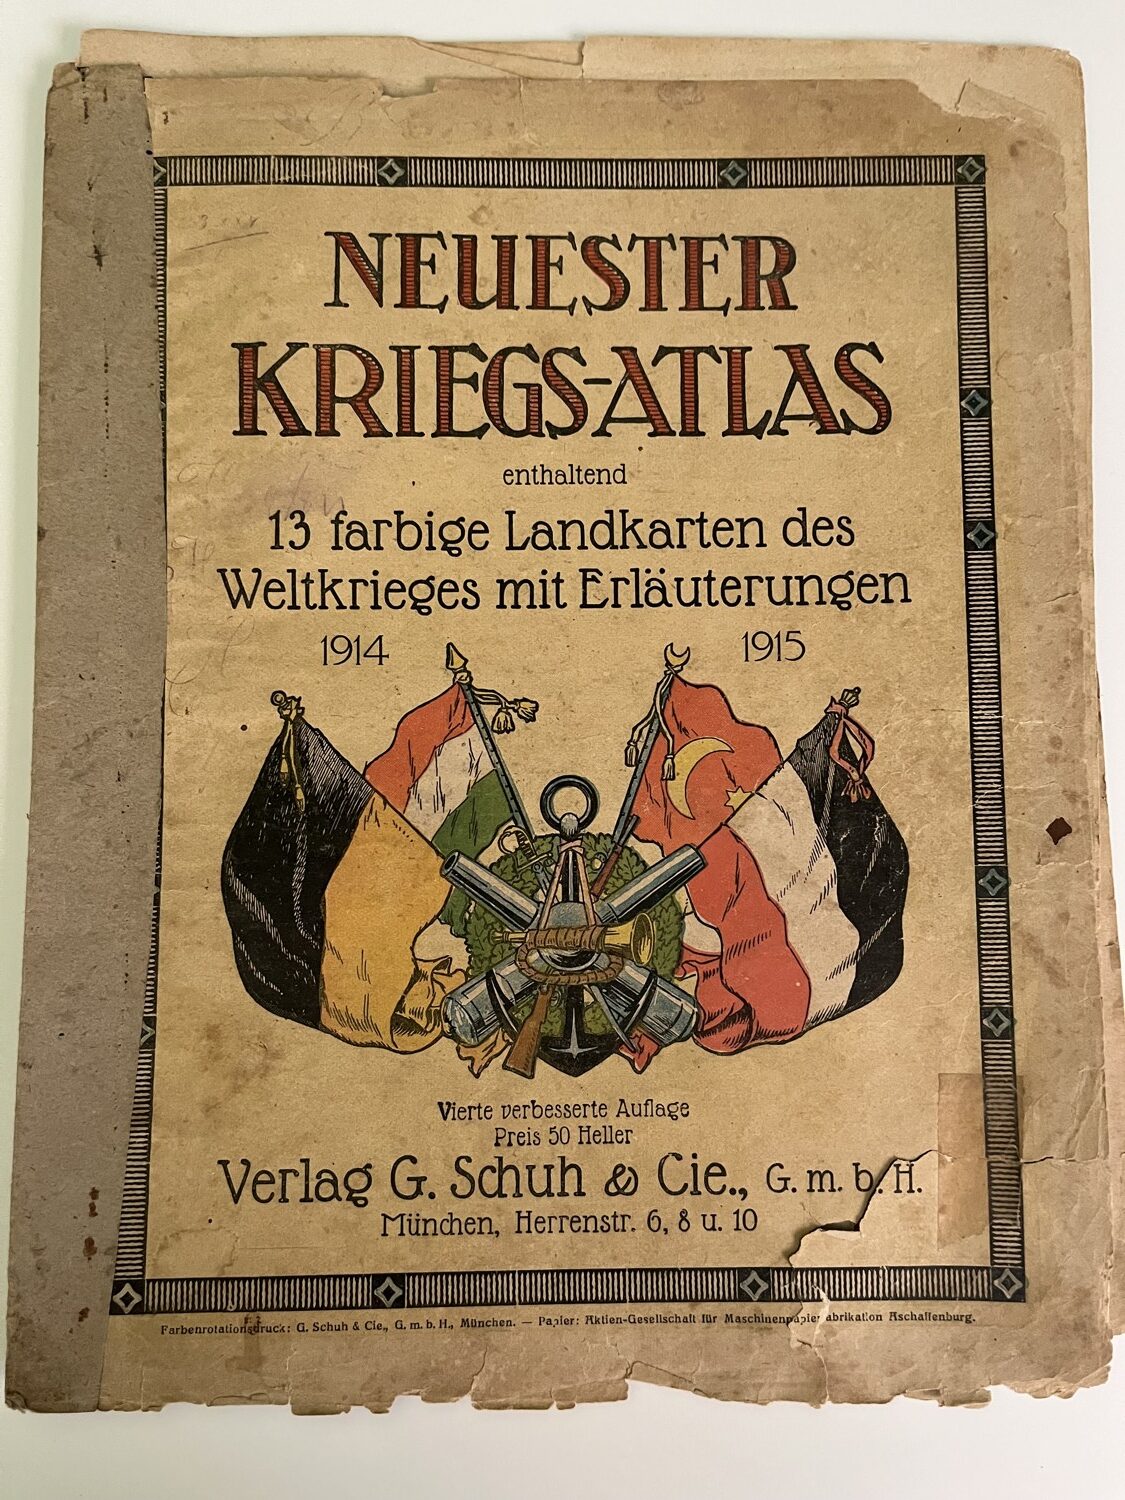 NEUESTER
KRIEGS-ATLAS
enthaltend
13 farbige Landkarten des
Weltkrieges mit Erläuterungen
1914
1915
Vierte verbesserte Auflage
Preis 50 Heller
Verlag G. Schuh & Cie., G. m. b. H.
München, Herrenstr. 6, 8 u. 10
Farbenrotationsdruck: G. Schuh & Cie., G. m. b. H., München. — Papier: Aktien-Gesellschaft für Maschinenpapierfabrikation Aschaffenburg.